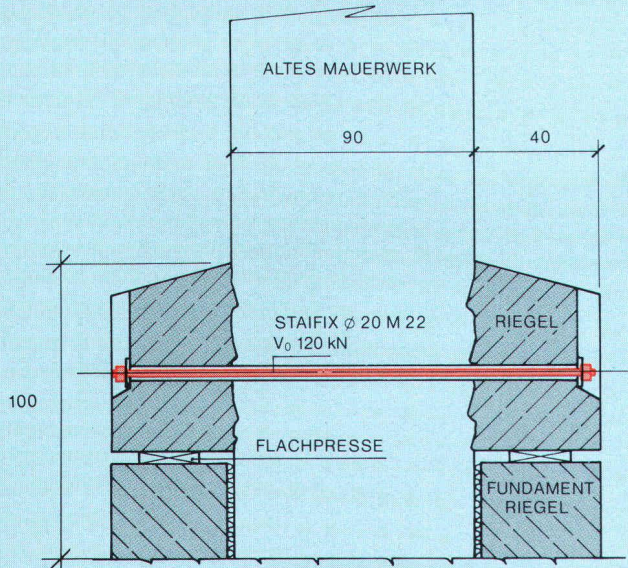 ALTES MAUERWERK
90
40
STAIFIX ⌀ 20 M 22
V₀ 120 kN
RIEGEL
100
FLACHPRESSE
FUNDAMENT
RIEGEL